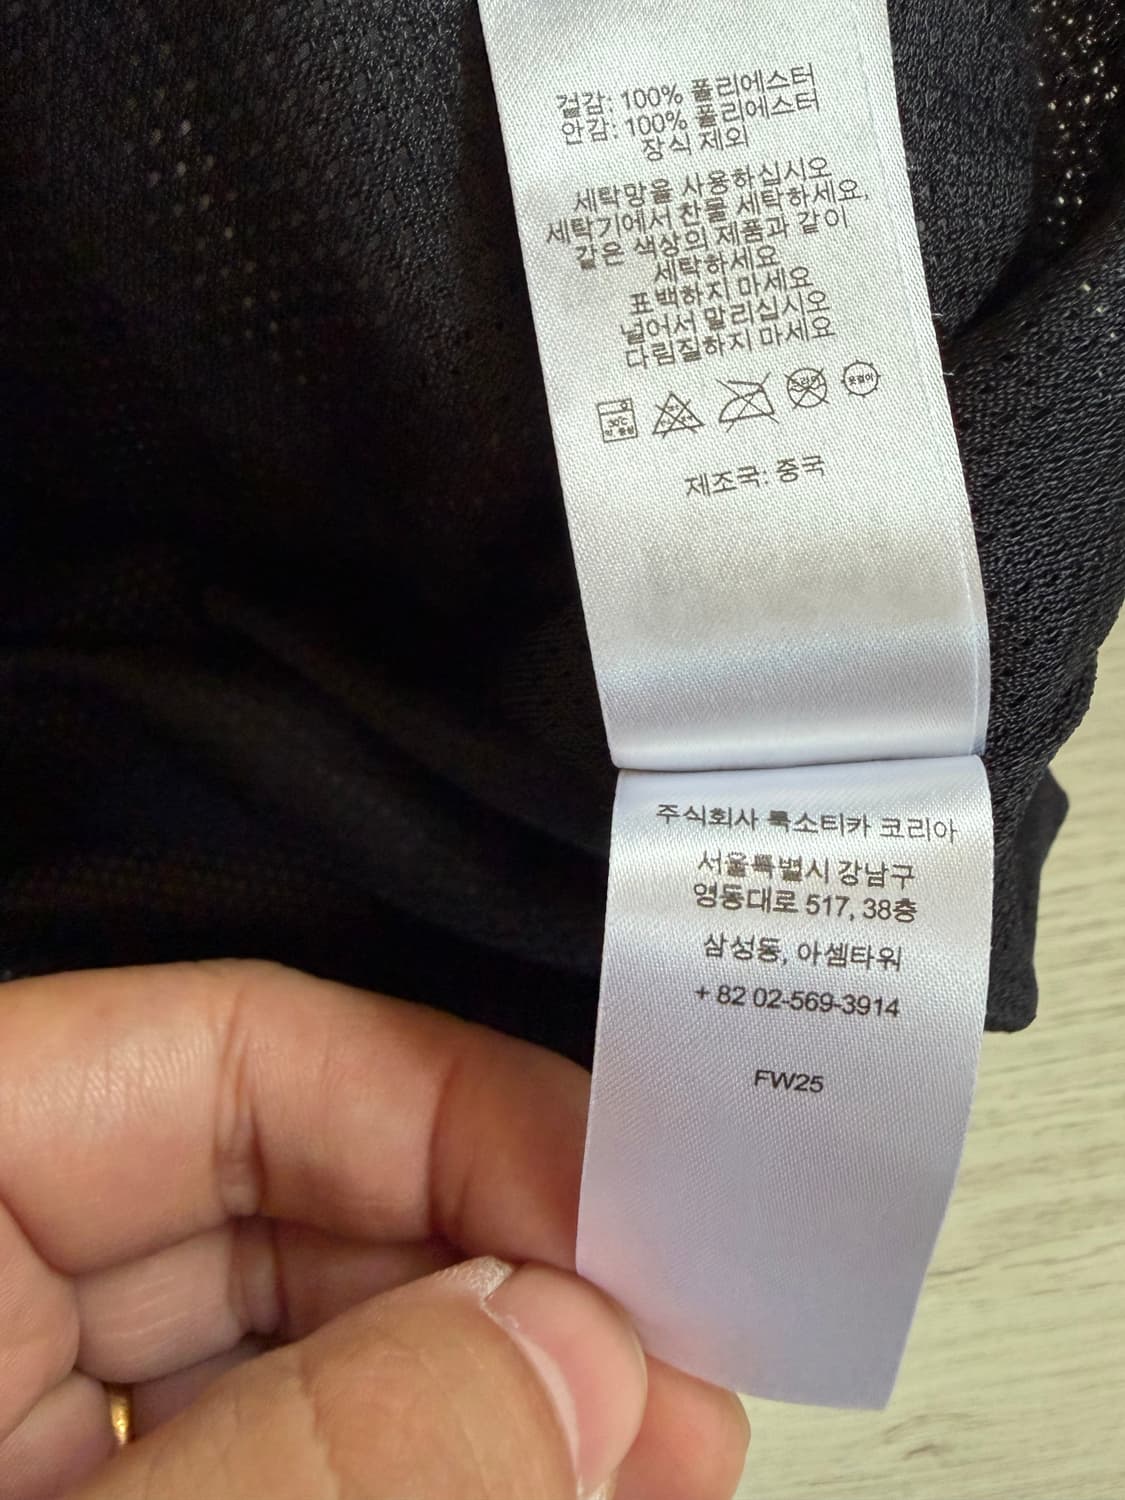 겉감: 100% 폴리에스터
안감: 100% 폴리에스터
장식 제외
세탁망을 사용하십시오
세탁기에서 찬물 세탁하세요,
같은 색상의 제품과 같이
세탁하세요
표백하지 마세요
널어서 말리십시오
다림질하지 마세요
30℃
옷걸이
제조국: 중국
주식회사 룩소티카 코리아
서울특별시 강남구
영동대로 517, 38층
삼성동, 아셈타워
+ 82 02-569-3914
FW25